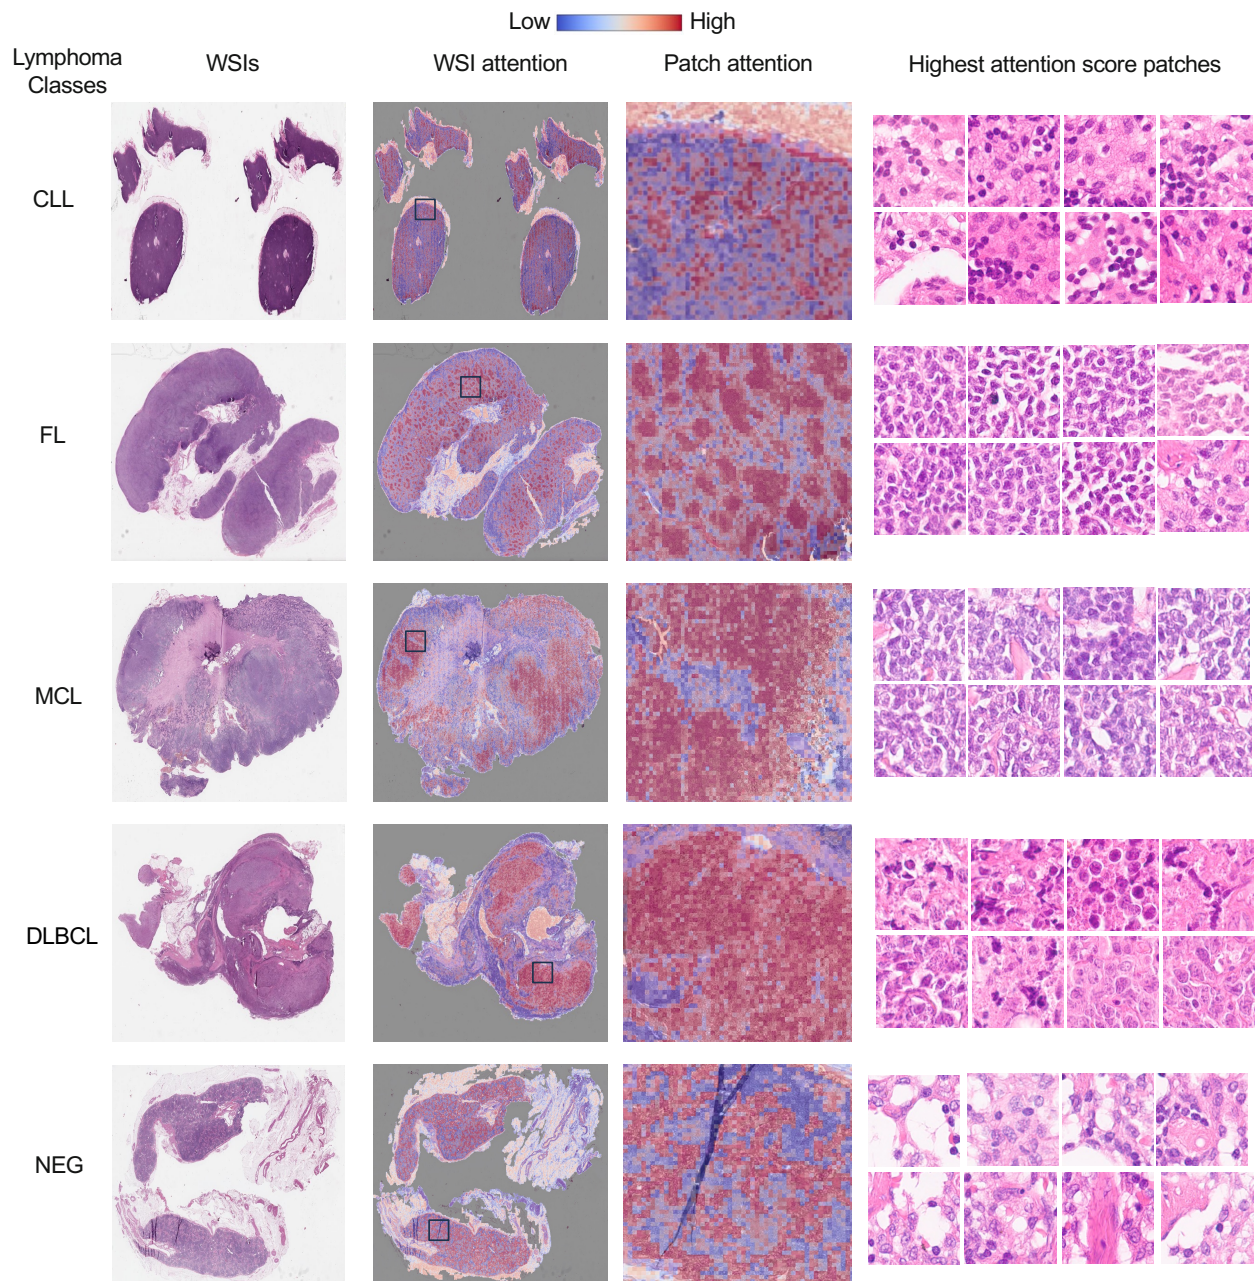 Low High
Lymphoma
Classes
WSIs
WSI attention
Patch attention
Highest attention score patches
CLL
FL
MCL
DLBCL
NEG